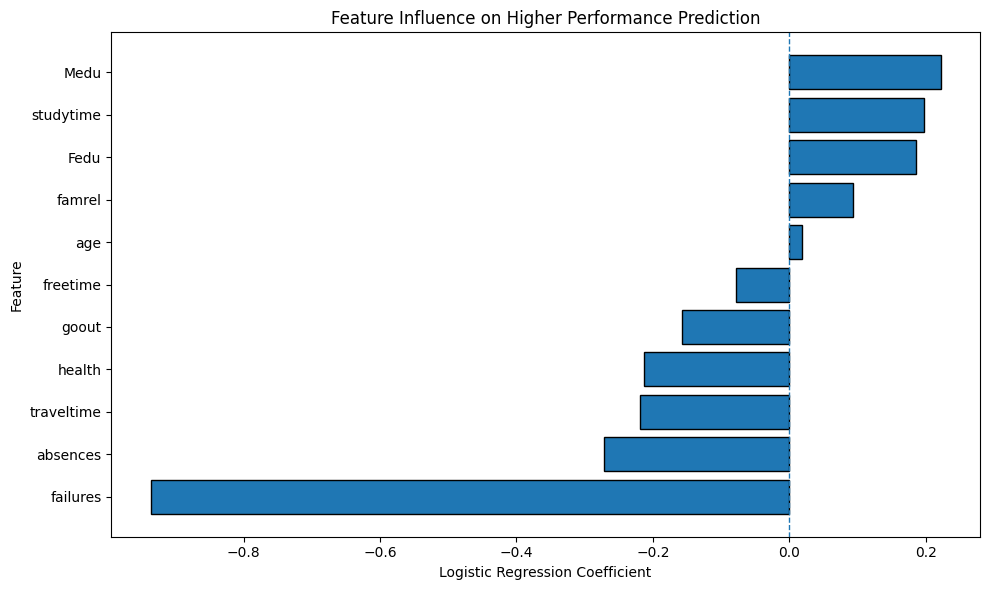 Feature Influence on Higher Performance Prediction
Feature
Medu
studytime
Fedu
famrel
age
freetime
goout
health
traveltime
absences
failures
−0.8 −0.6 −0.4 −0.2 0.0 0.2
Logistic Regression Coefficient